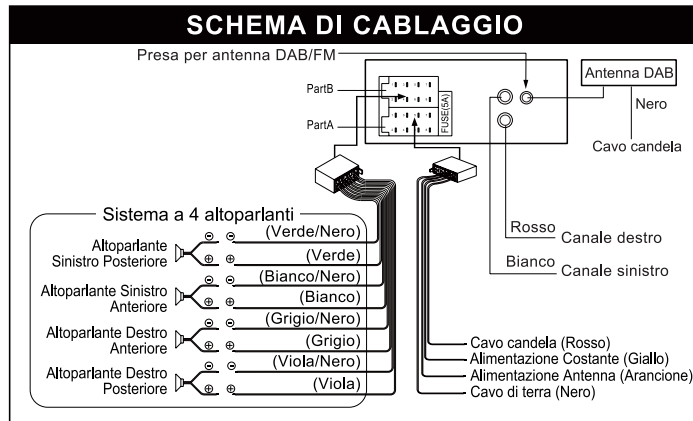 SCHEMA DI CABLAGGIO
Presa per antenna DAB/FM
Antenna DAB
PartB
Nero
FUSE(5A)
PartA
Cavo candela
Sistema a 4 altoparlanti
Rosso
Canale destro
Bianco
Canale sinistro
(Verde/Nero)
Altoparlante
Sinistro Posteriore
(Verde)
(Bianco/Nero)
Altoparlante Sinistro
Anteriore
(Bianco)
(Grigio/Nero)
Altoparlante Destro
Anteriore
(Grigio)
(Viola/Nero)
Altoparlante Destro
Posteriore
(Viola)
Cavo candela (Rosso)
Alimentazione Costante (Giallo)
Alimentazione Antenna (Arancione)
Cavo di terra (Nero)